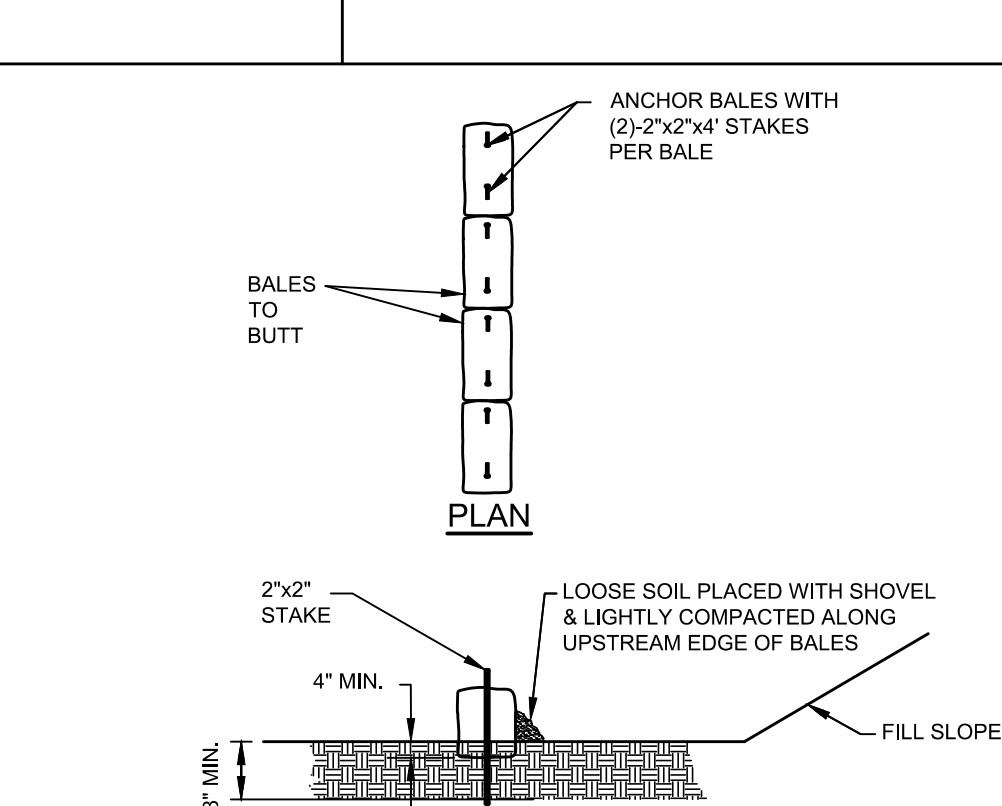 ANCHOR BALES WITH
(2)-2"x2"x4' STAKES
PER BALE
BALES
TO
BUTT
PLAN
2"x2"
STAKE
LOOSE SOIL PLACED WITH SHOVEL
& LIGHTLY COMPACTED ALONG
UPSTREAM EDGE OF BALES
4" MIN.
FILL SLOPE
MIN.